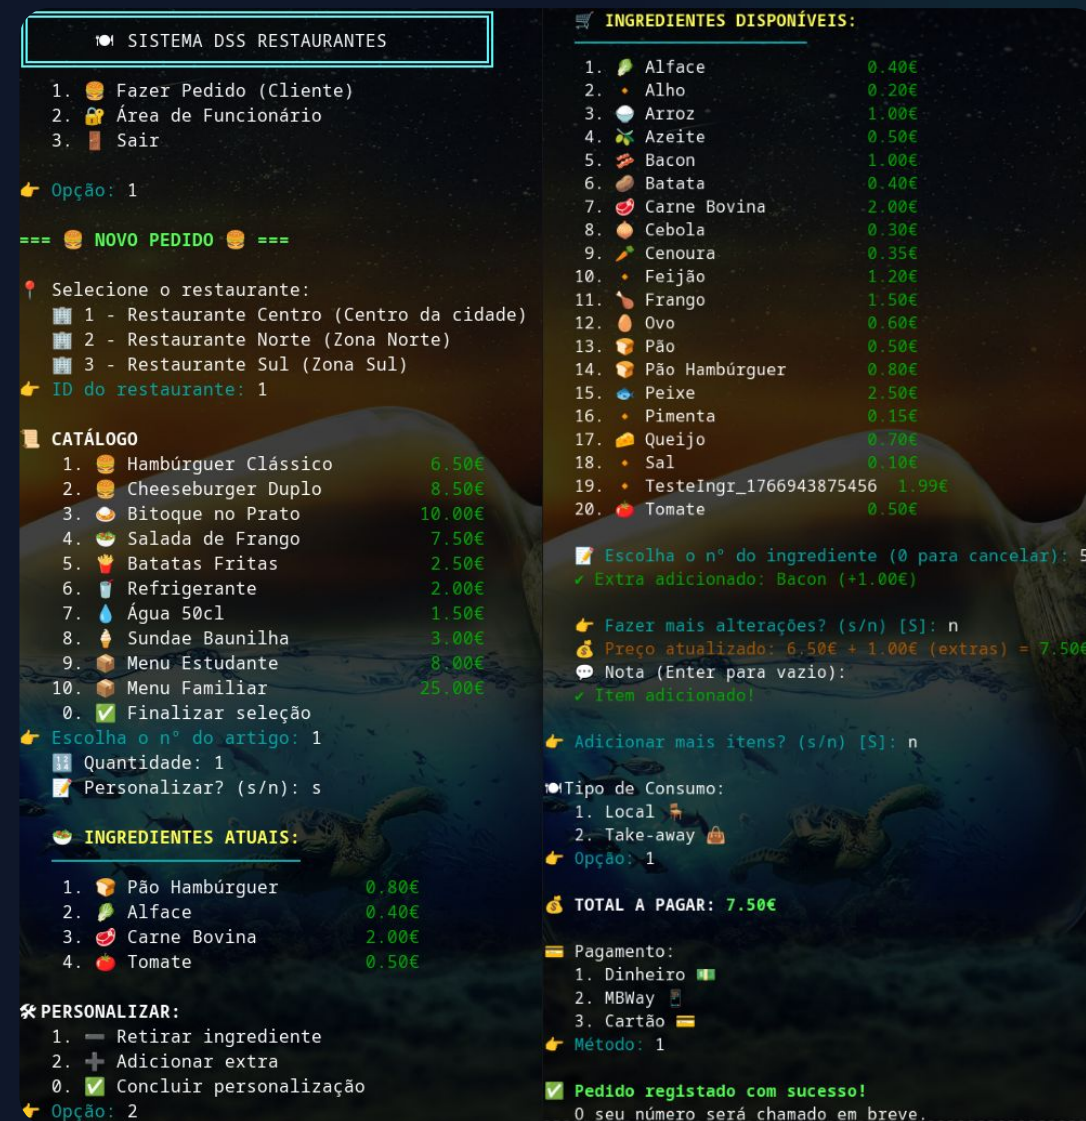 🍽 SISTEMA DSS RESTAURANTES
1. 🍔 Fazer Pedido (Cliente)
2. 🔐 Área de Funcionário
3. 🚪 Sair
👉 Opção: 1
=== 🍔 NOVO PEDIDO 🍔 ===
📍 Selecione o restaurante:
🏢 1 - Restaurante Centro (Centro da cidade)
🏢 2 - Restaurante Norte (Zona Norte)
🏢 3 - Restaurante Sul (Zona Sul)
👉 ID do restaurante: 1
📜 CATÁLOGO
1. 🍔 Hambúrguer Clássico 6.50€
2. 🍔 Cheeseburger Duplo 8.50€
3. 🍛 Bitoque no Prato 10.00€
4. 🥗 Salada de Frango 7.50€
5. 🍟 Batatas Fritas 2.50€
6. 🥤 Refrigerante 2.00€
7. 💧 Água 50cl 1.50€
8. 🍦 Sundae Baunilha 3.00€
9. 📦 Menu Estudante 8.00€
10. 📦 Menu Familiar 25.00€
0. ✅ Finalizar seleção
👉 Escolha o nº do artigo: 1
🔢 Quantidade: 1
📝 Personalizar? (s/n): s
🥗 INGREDIENTES ATUAIS:
1. 🍞 Pão Hambúrguer 0.80€
2. 🥬 Alface 0.40€
3. 🥩 Carne Bovina 2.00€
4. 🍅 Tomate 0.50€
🛠 PERSONALIZAR:
1. ➖ Retirar ingrediente
2. ➕ Adicionar extra
0. ✅ Concluir personalização
👉 Opção: 2
🛒 INGREDIENTES DISPONÍVEIS:
1. 🥬 Alface 0.40€
2. 🔸 Alho 0.20€
3. 🍚 Arroz 1.00€
4. 🫒 Azeite 0.50€
5. 🥓 Bacon 1.00€
6. 🥔 Batata 0.40€
7. 🥩 Carne Bovina 2.00€
8. 🧅 Cebola 0.30€
9. 🥕 Cenoura 0.35€
10. 🔸 Feijão 1.20€
11. 🍗 Frango 1.50€
12. 🥚 Ovo 0.60€
13. 🍞 Pão 0.50€
14. 🍞 Pão Hambúrguer 0.80€
15. 🐟 Peixe 2.50€
16. 🔸 Pimenta 0.15€
17. 🧀 Queijo 0.70€
18. 🔸 Sal 0.10€
19. 🔸 TesteIngr_1766943875456 1.99€
20. 🍅 Tomate 0.50€
📝 Escolha o nº do ingrediente (0 para cancelar): 5
✔ Extra adicionado: Bacon (+1.00€)
👉 Fazer mais alterações? (s/n) [S]: n
💰 Preço atualizado: 6.50€ + 1.00€ (extras) = 7.50€
💬 Nota (Enter para vazio):
✔ Item adicionado!
👉 Adicionar mais itens? (s/n) [S]: n
🍽Tipo de Consumo:
1. Local 🪑
2. Take-away 👜
👉 Opção: 1
💰 TOTAL A PAGAR: 7.50€
💳 Pagamento:
1. Dinheiro 💵
2. MBWay 📱
3. Cartão 💳
👉 Método: 1
✅ Pedido registado com sucesso!
O seu número será chamado em breve.